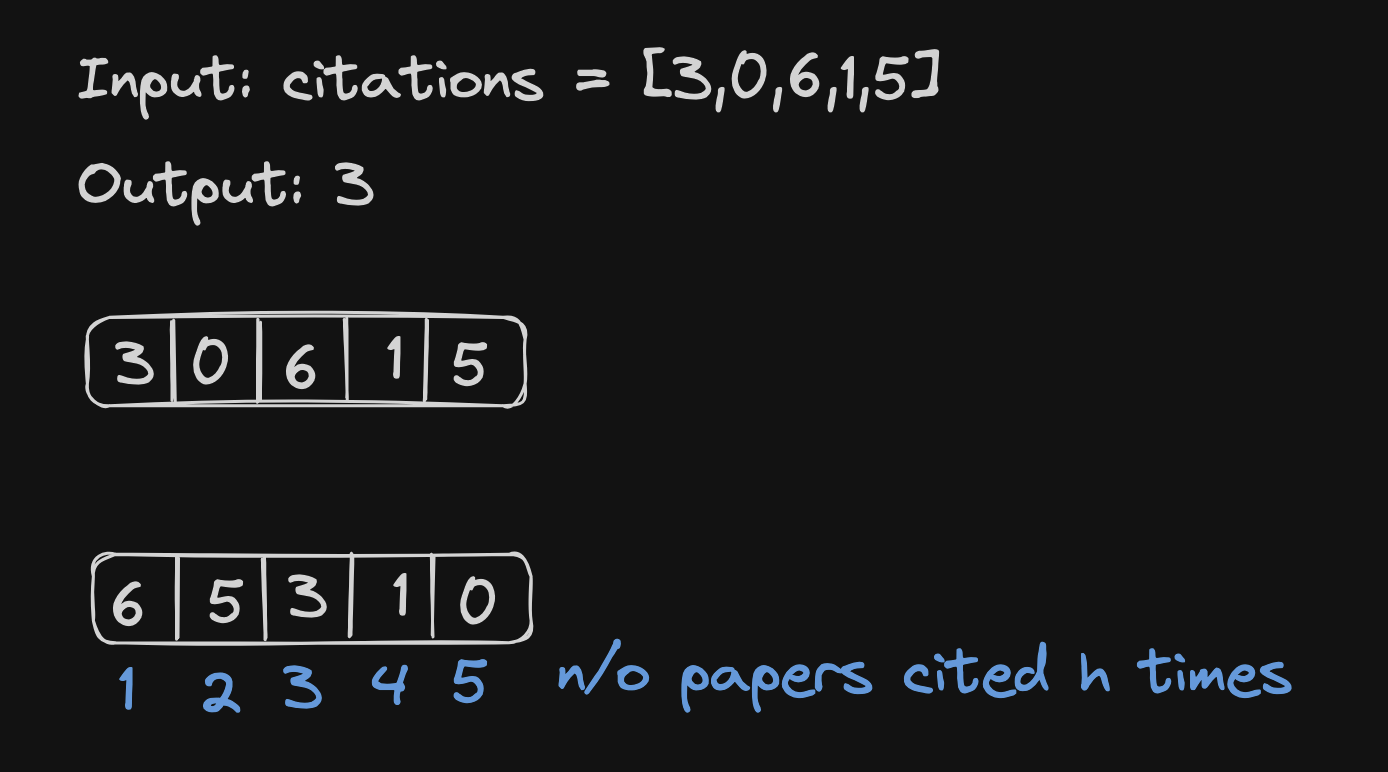 Input: citations = [3,0,6,1,5]
Output: 3
3 0 6 1 5
6 5 3 1 0
1 2 3 4 5 n/o papers cited h times